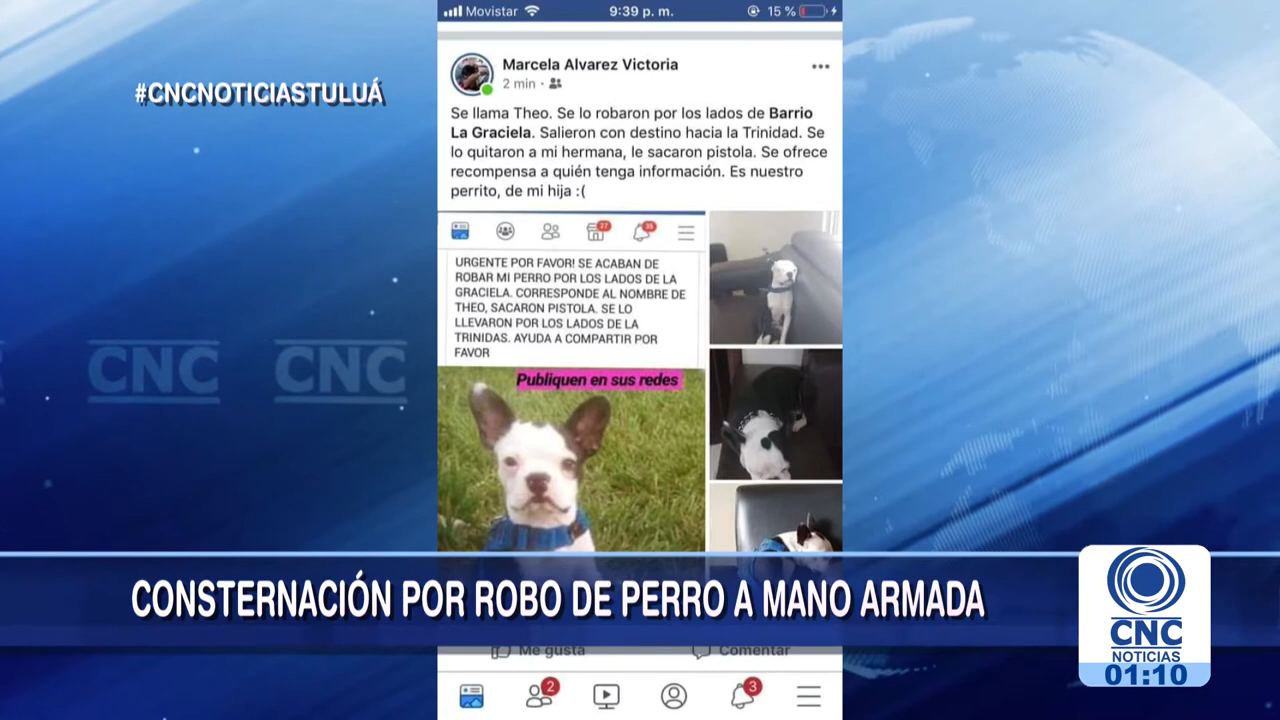 Movistar 9:39 p. m. 15 %
#CNCNOTICIASTULUÁ
Marcela Alvarez Victoria
2 min ·
Se llama Theo. Se lo robaron por los lados de Barrio
La Graciela. Salieron con destino hacia la Trinidad. Se
lo quitaron a mi hermana, le sacaron pistola. Se ofrece
recompensa a quién tenga información. Es nuestro
perrito, de mi hija :(
27 35
URGENTE POR FAVOR! SE ACABAN DE
ROBAR MI PERRO POR LOS LADOS DE LA
GRACIELA. CORRESPONDE AL NOMBRE DE
THEO, SACARON PISTOLA. SE LO
LLEVARON POR LOS LADOS DE LA
TRINIDAS. AYUDA A COMPARTIR POR
FAVOR
Publiquen en sus redes
CNC CNC
CONSTERNACIÓN POR ROBO DE PERRO A MANO ARMADA
CNC
NOTICIAS
01:10
Me gusta Comentar
2 3